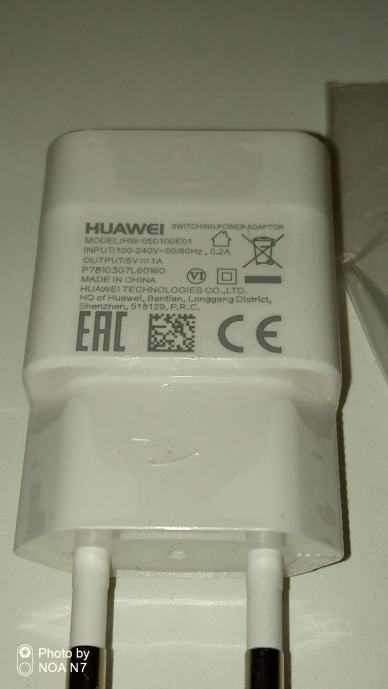 HUAWEI SWITCHING POWER ADAPTOR
MODEL:HW-050100E01
INPUT:100-240V~50/60Hz, 0.2A
OUTPUT:5V⎓1A
P78103G7L60160
MADE IN CHINA
VI
HUAWEI TECHNOLOGIES CO.,LTD.
HQ of Huawei, Bantian, Longgang District,
Shenzhen, 518129, P.R.C.
EAC CE
Photo by
NOA N7